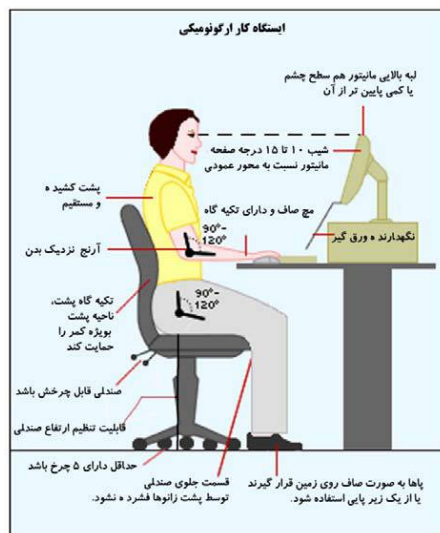 ایستگاه کار ارگونومیکی
لبه بالایی مانیتور هم سطح چشم
یا کمی پایین تر از آن
شیب ۱۰ تا ۱۵ درجه صفحه
مانیتور نسبت به محور عمودی
پشت کشیده
و مستقیم
مچ صاف و دارای تکیه گاه
90°-
120°
نگهدارنده ورق گیر
آرنج نزدیک بدن
90°-
120°
تکیه گاه پشت،
ناحیه پشت
بویژه کمر را
حمایت کند
صندلی قابل چرخش باشد
قابلیت تنظیم ارتفاع صندلی
حداقل دارای ۵ چرخ باشد
قسمت جلوی صندلی
توسط پشت زانوها فشرده نشود.
پاها به صورت صاف روی زمین قرار گیرند
یا از یک زیر پایی استفاده شود.